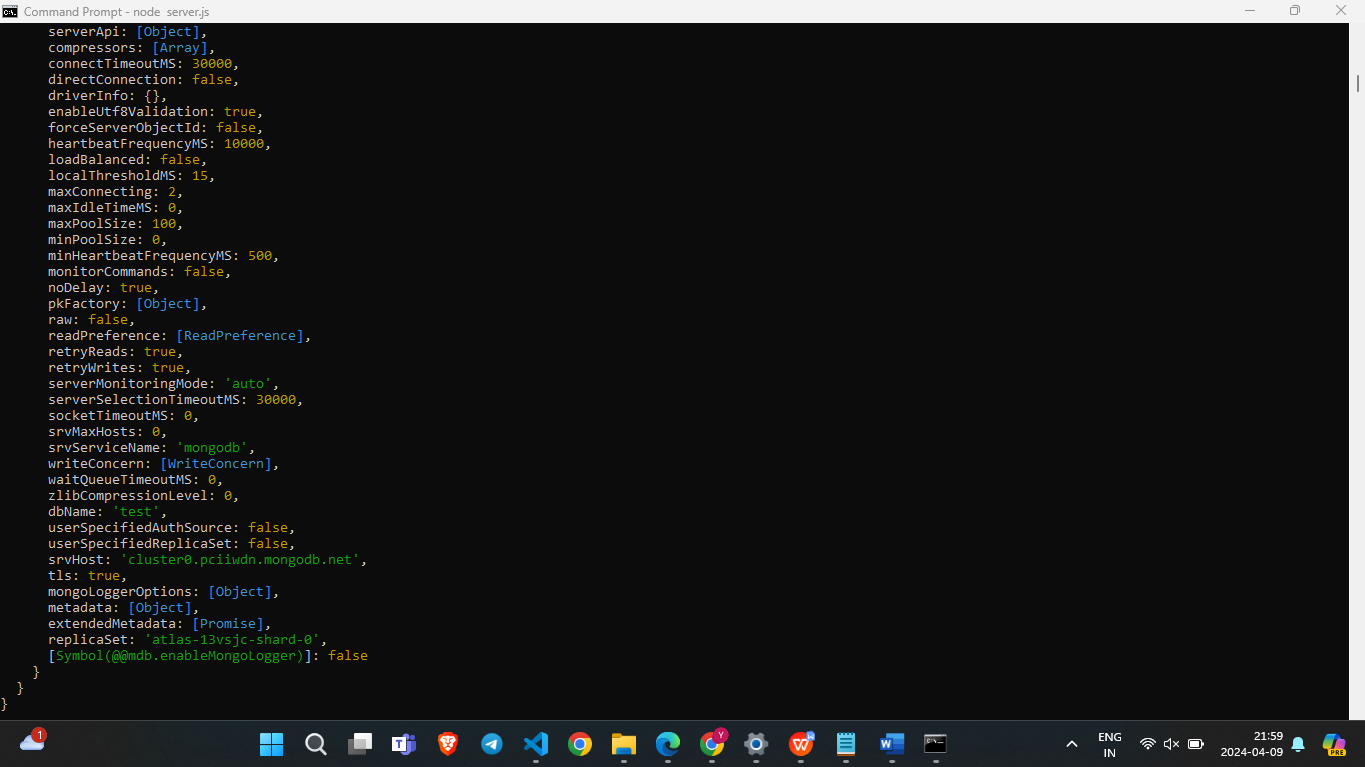 Command Prompt - node  server.js
serverApi: [Object],
compressors: [Array],
connectTimeoutMS: 30000,
directConnection: false,
driverInfo: {},
enableUtf8Validation: true,
forceServerObjectId: false,
heartbeatFrequencyMS: 10000,
loadBalanced: false,
localThresholdMS: 15,
maxConnecting: 2,
maxIdleTimeMS: 0,
maxPoolSize: 100,
minPoolSize: 0,
minHeartbeatFrequencyMS: 500,
monitorCommands: false,
noDelay: true,
pkFactory: [Object],
raw: false,
readPreference: [ReadPreference],
retryReads: true,
retryWrites: true,
serverMonitoringMode: 'auto',
serverSelectionTimeoutMS: 30000,
socketTimeoutMS: 0,
srvMaxHosts: 0,
srvServiceName: 'mongodb',
writeConcern: [WriteConcern],
waitQueueTimeoutMS: 0,
zlibCompressionLevel: 0,
dbName: 'test',
userSpecifiedAuthSource: false,
userSpecifiedReplicaSet: false,
srvHost: 'cluster0.pciiwdn.mongodb.net',
tls: true,
mongoLoggerOptions: [Object],
metadata: [Object],
extendedMetadata: [Promise],
replicaSet: 'atlas-13vsjc-shard-0',
[Symbol(@@mdb.enableMongoLogger)]: false
}
}
}
1
Y
W
PRE
ENG
IN
21:59
2024-04-09